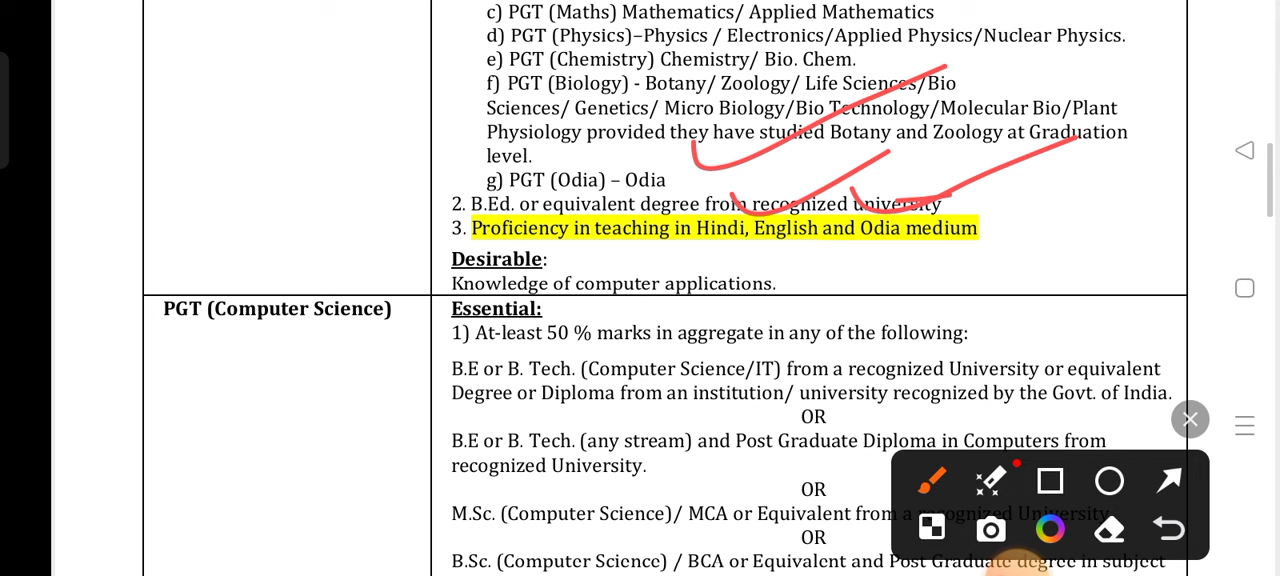 c) PGT (Maths) Mathematics/ Applied Mathematics
d) PGT (Physics)–Physics / Electronics/Applied Physics/Nuclear Physics.
e) PGT (Chemistry) Chemistry/ Bio. Chem.
f) PGT (Biology) - Botany/ Zoology/ Life Sciences/Bio
Sciences/ Genetics/ Micro Biology/Bio Technology/Molecular Bio/Plant
Physiology provided they have studied Botany and Zoology at Graduation
level.
g) PGT (Odia) – Odia
2. B.Ed. or equivalent degree from recognized university
3. Proficiency in teaching in Hindi, English and Odia medium
Desirable:
Knowledge of computer applications.
PGT (Computer Science)
Essential:
1) At-least 50 % marks in aggregate in any of the following:
B.E or B. Tech. (Computer Science/IT) from a recognized University or equivalent
Degree or Diploma from an institution/ university recognized by the Govt. of India.
OR
B.E or B. Tech. (any stream) and Post Graduate Diploma in Computers from
recognized University.
OR
M.Sc. (Computer Science)/ MCA or Equivalent from a recognized University
OR
B.Sc. (Computer Science) / BCA or Equivalent and Post Graduate degree in subject